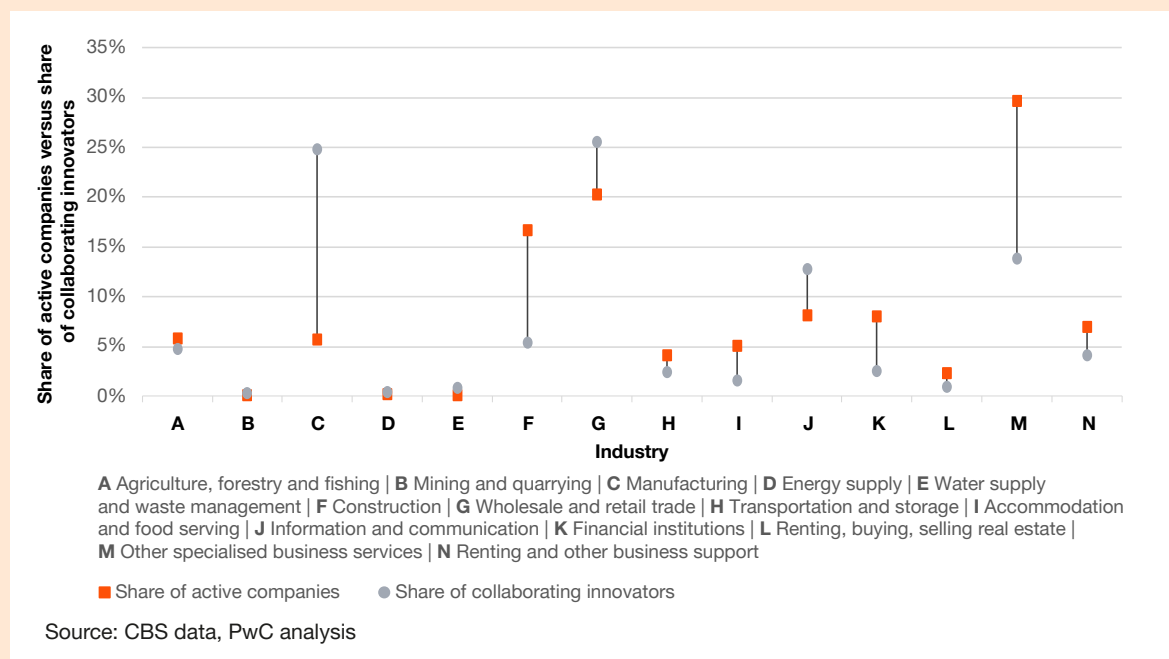 Share of active companies versus share
of collaborating innovators
35%
30%
25%
20%
15%
10%
5%
0%
A B C D E F G H I J K L M N
Industry
A Agriculture, forestry and fishing | B Mining and quarrying | C Manufacturing | D Energy supply | E Water supply
and waste management | F Construction | G Wholesale and retail trade | H Transportation and storage | I Accommodation
and food serving | J Information and communication | K Financial institutions | L Renting, buying, selling real estate |
M Other specialised business services | N Renting and other business support
Share of active companies Share of collaborating innovators
Source: CBS data, PwC analysis